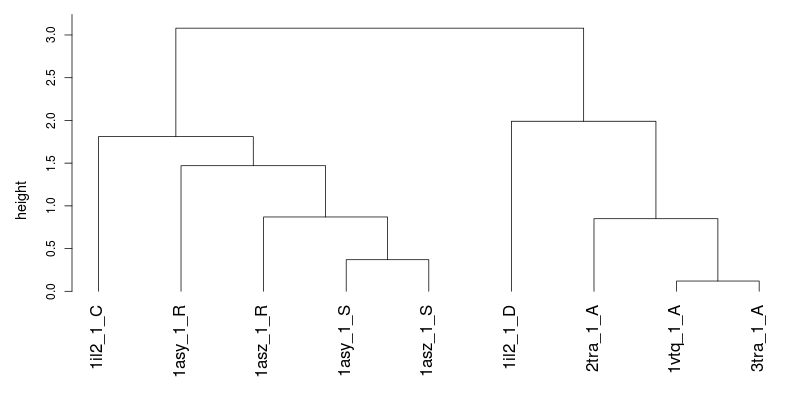 height
3.0
2.5
2.0
1.5
1.0
0.5
0.0
1il2_1_C
1asy_1_R
1asz_1_R
1asy_1_S
1asz_1_S
1il2_1_D
2tra_1_A
1vtq_1_A
3tra_1_A